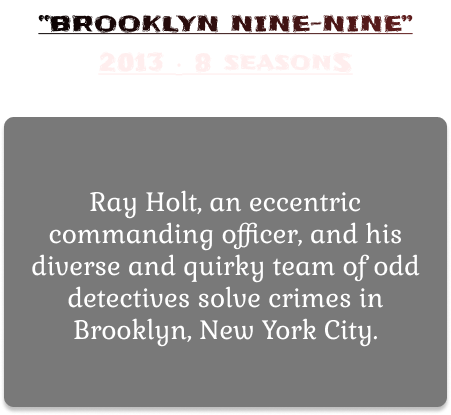 “BROOKLYN NINE-NINE”
2013 · 8 SEASONS
Ray Holt, an eccentric
commanding officer, and his
diverse and quirky team of odd
detectives solve crimes in
Brooklyn, New York City.